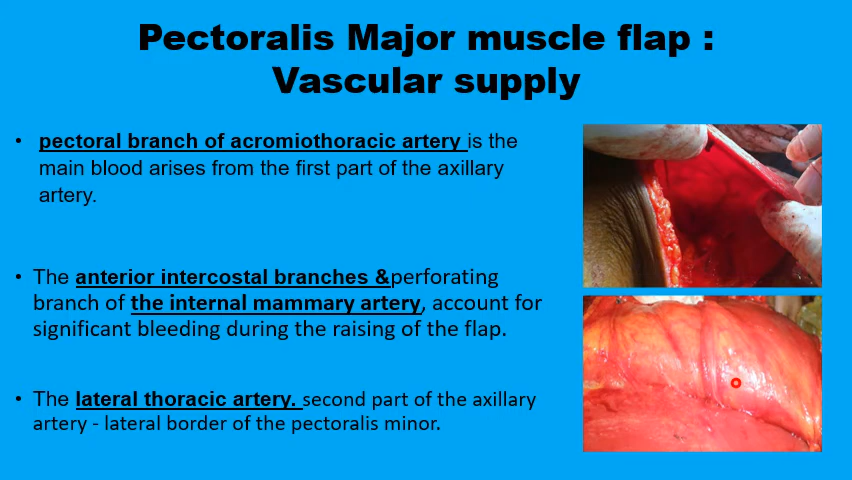 Pectoralis Major muscle flap :
Vascular supply
• pectoral branch of acromiothoracic artery is the
main blood arises from the first part of the axillary
artery.
• The anterior intercostal branches &perforating
branch of the internal mammary artery, account for
significant bleeding during the raising of the flap.
• The lateral thoracic artery. second part of the axillary
artery - lateral border of the pectoralis minor.